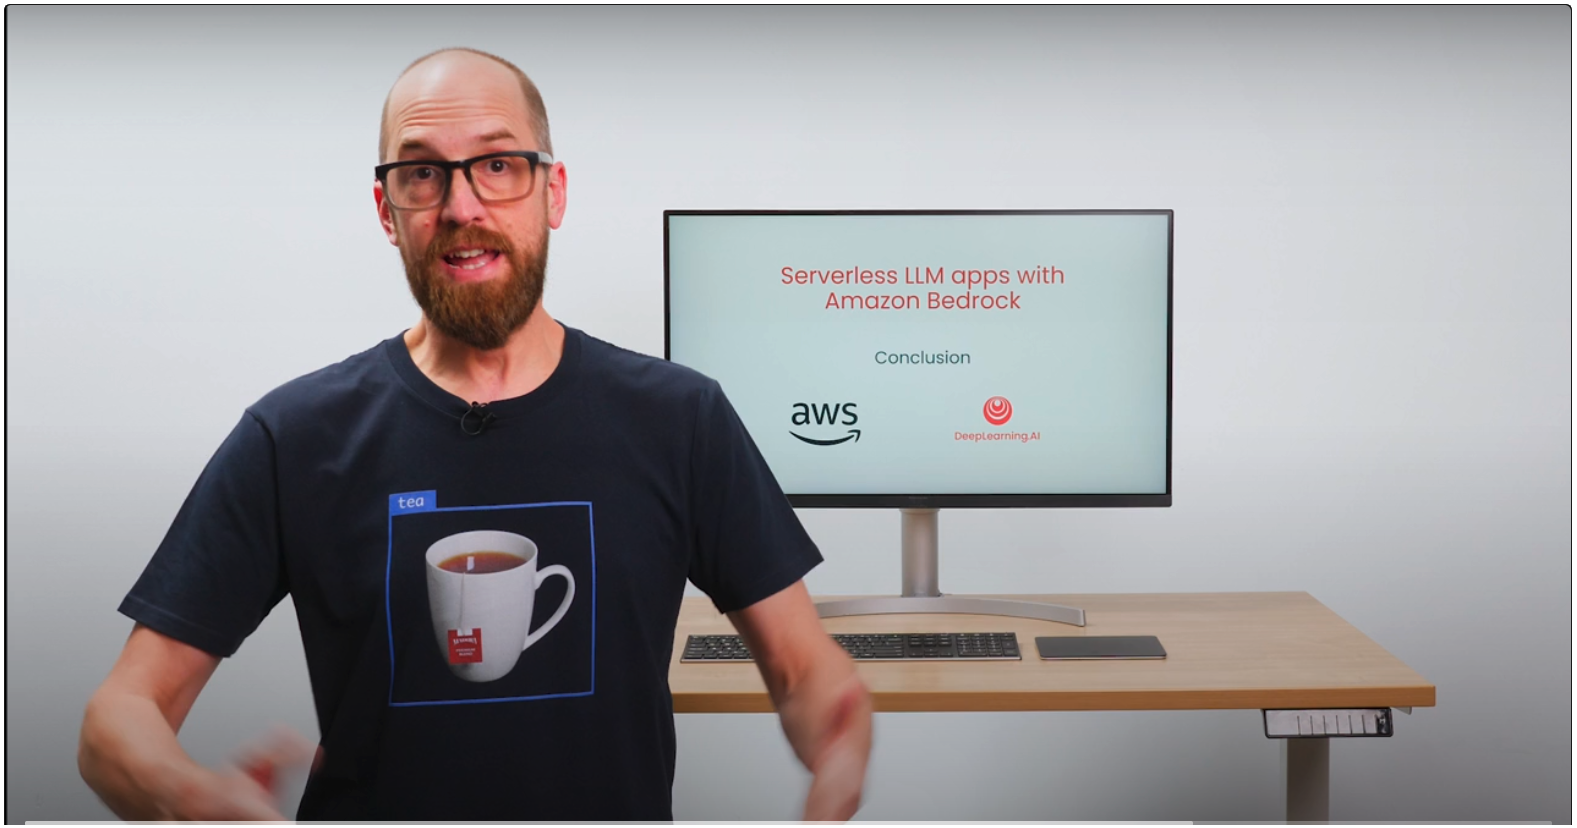 Serverless LLM apps with
Amazon Bedrock
Conclusion
aws
DeepLearning.AI
tea